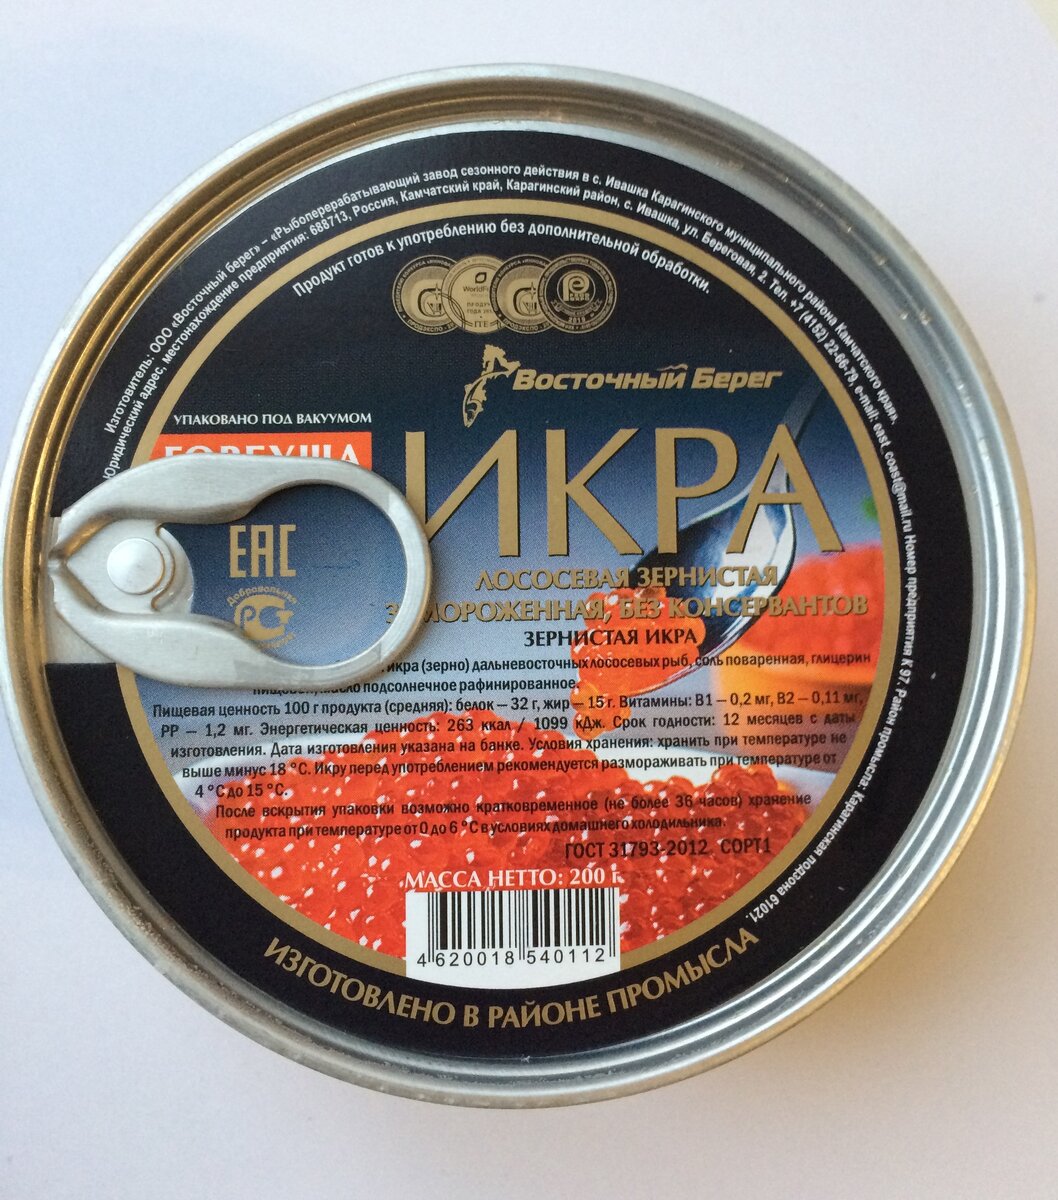 Изготовитель: ООО «Восточный берег» – «Рыбоперерабатывающий завод сезонного действия в с. Ивашка Карагинского муниципального района Камчатского края».
Юридический адрес, местонахождение предприятия: 688713, Россия, Камчатский край, Карагинский район, с. Ивашка, ул. Береговая, 2. Тел. +7 (4152) 22-66-79, e-mail: east_coast@mail.ru Номер предприятия К 97. Район промысла: Карагинская подзона 61021.
Продукт готов к употреблению без дополнительной обработки.
Восточный Берег
УПАКОВАНО ПОД ВАКУУМОМ
ГОРБУША
ИКРА
ЕАС
Добровольная
РС
ЛОСОСЕВАЯ ЗЕРНИСТАЯ
ЗАМОРОЖЕННАЯ, БЕЗ КОНСЕРВАНТОВ
ЗЕРНИСТАЯ ИКРА
икра (зерно) дальневосточных лососевых рыб, соль поваренная, глицерин
пищевой, масло подсолнечное рафинированное.
Пищевая ценность 100 г продукта (средняя): белок – 32 г, жир – 15 г. Витамины: В1 – 0,2 мг, В2 – 0,11 мг,
РР – 1,2 мг. Энергетическая ценность: 263 ккал / 1099 кДж. Срок годности: 12 месяцев с даты
изготовления. Дата изготовления указана на банке. Условия хранения: хранить при температуре не
выше минус 18 °С. Икру перед употреблением рекомендуется размораживать при температуре от
4 °С до 15 °С.
После вскрытия упаковки возможно кратковременное (не более 36 часов) хранение
продукта при температуре от 0 до 6 °С в условиях домашнего холодильника.
ГОСТ 31793-2012 СОРТ1
МАССА НЕТТО: 200 г
4 620018 540112
ИЗГОТОВЛЕНО В РАЙОНЕ ПРОМЫСЛА